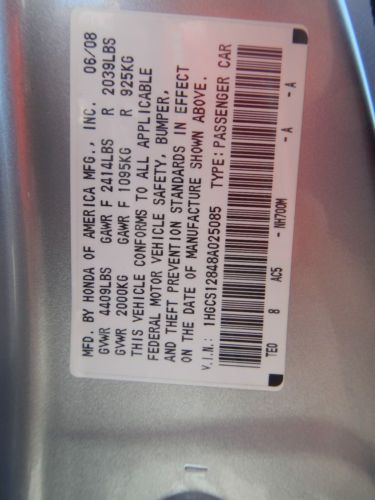 MFD. BY HONDA OF AMERICA MFG., INC. 06/08
GVWR 4409LBS GAWR F 2414LBS R 2039LBS
GVWR 2000KG GAWR F 1095KG R 925KG
THIS VEHICLE CONFORMS TO ALL APPLICABLE
FEDERAL MOTOR VEHICLE SAFETY, BUMPER,
AND THEFT PREVENTION STANDARDS IN EFFECT
ON THE DATE OF MANUFACTURE SHOWN ABOVE.
V.I.N.: 1HGCS12848A025085 TYPE: PASSENGER CAR
TE0 8 AC5 -NH700M -A -A